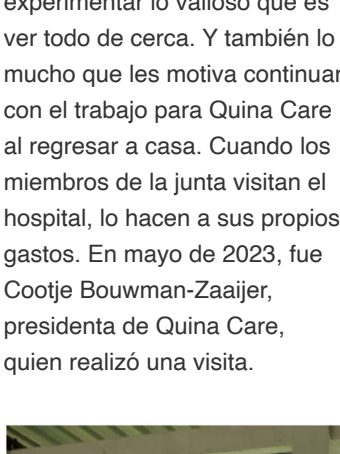 experimentar lo valioso que es
ver todo de cerca. Y también lo
mucho que les motiva continuar
con el trabajo para Quina Care
al regresar a casa. Cuando los
miembros de la junta visitan el
hospital, lo hacen a sus propios
gastos. En mayo de 2023, fue
Cootje Bouwman-Zaaijer,
presidenta de Quina Care,
quien realizó una visita.